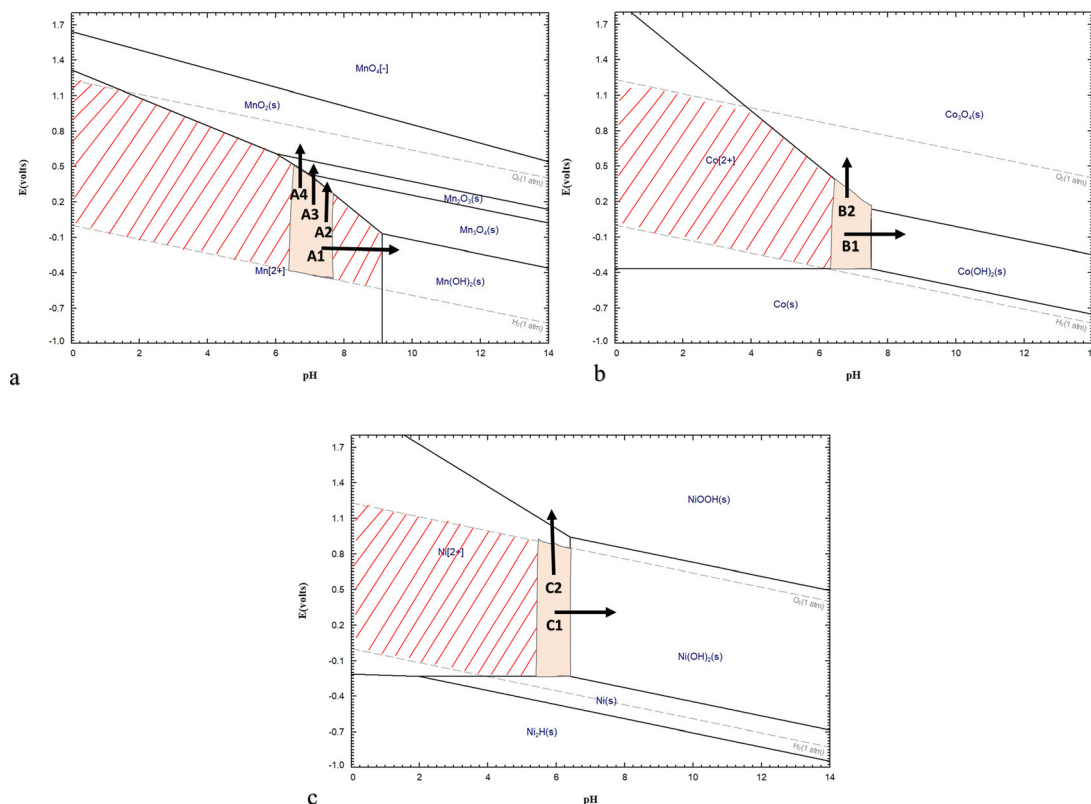 1.7
1.4
1.1
0.8
0.5
0.2
-0.1
-0.4
-0.7
-1.0
E(volts)
MnO₄[-]
MnO₂(s)
O₂(1 atm)
Mn₂O₃(s)
Mn₃O₄(s)
Mn(OH)₂(s)
H₂(1 atm)
Mn[2+]
A4
A3
A2
A1
0 2 4 6 8 10 12 14
pH
a
1.7
1.4
1.1
0.8
0.5
0.2
-0.1
-0.4
-0.7
-1.0
E(volts)
Co₃O₄(s)
Co[2+]
O₂(1 atm)
B2
B1
Co(OH)₂(s)
Co(s)
H₂(1 atm)
0 2 4 6 8 10 12 14
pH
b
1.7
1.4
1.1
0.8
0.5
0.2
-0.1
-0.4
-0.7
-1.0
E(volts)
NiOOH(s)
Ni[2+]
C2
O₂(1 atm)
C1
Ni(OH)₂(s)
Ni(s)
Ni₂H(s)
H₂(1 atm)
0 2 4 6 8 10 12 14
pH
c